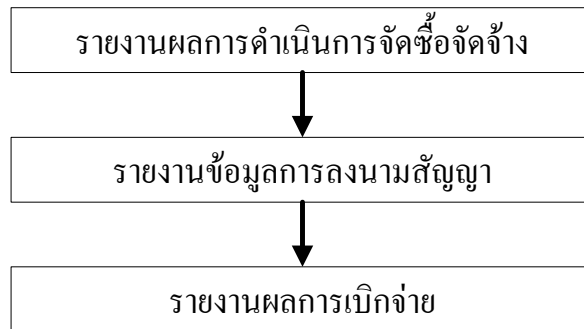 รายงานผลการดำเนินการจัดซื้อจัดจ้าง
รายงานข้อมูลการลงนามสัญญา
รายงานผลการเบิกจ่าย